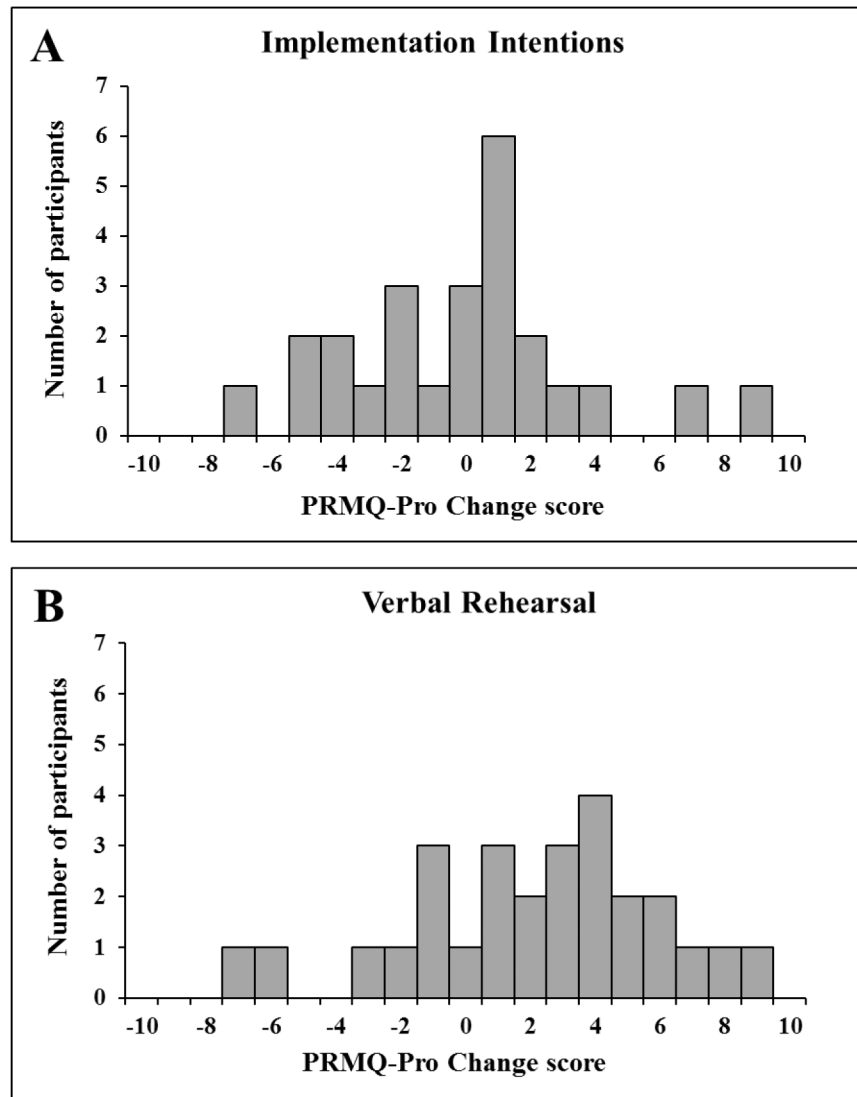 A
Implementation Intentions
Number of participants
7
6
5
4
3
2
1
0
-10 -8 -6 -4 -2 0 2 4 6 8 10
PRMQ-Pro Change score
B
Verbal Rehearsal
Number of participants
7
6
5
4
3
2
1
0
-10 -8 -6 -4 -2 0 2 4 6 8 10
PRMQ-Pro Change score